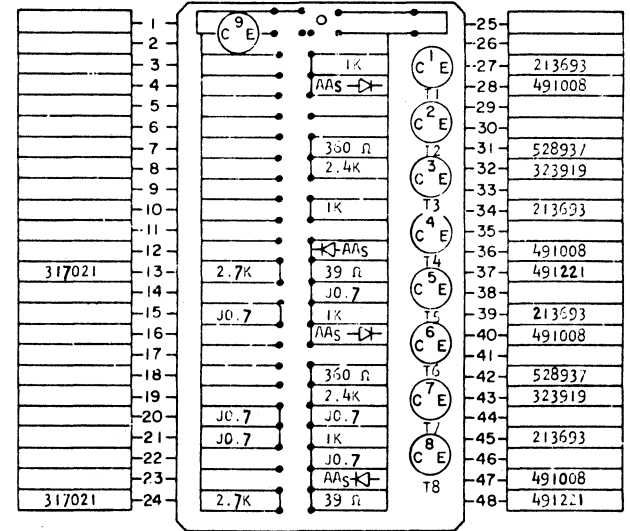 1 C 9 E 25
2 26
3 1K C 1 E 27 213693
4 AAS T1 28 491008
5 29
6 C 2 E 30
7 360 Ω T2 31 528937
8 2.4K C 3 E 32 323919
9 33
10 1K T3 34 213693
11 C 4 E 35
12 AAS T4 36 491008
317021 13 2.7K 39 Ω C 5 E 37 491221
14 J0.7 38
15 J0.7 1K T5 39 213693
16 AAS C 6 E 40 491008
17 41
18 360 Ω T6 42 528937
19 2.4K C 7 E 43 323919
20 J0.7 J0.7 44
21 J0.7 1K T7 45 213693
22 J0.7 C 8 E 46
23 AAS T8 47 491008
317021 24 2.7K 39 Ω 48 491221